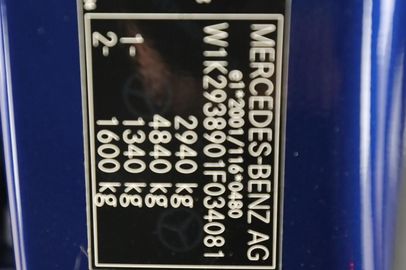 MERCEDES-BENZ AG
e1*2001/116*0480
W1K2938901F034081
2940 kg
4840 kg
1- 1340 kg
2- 1600 kg